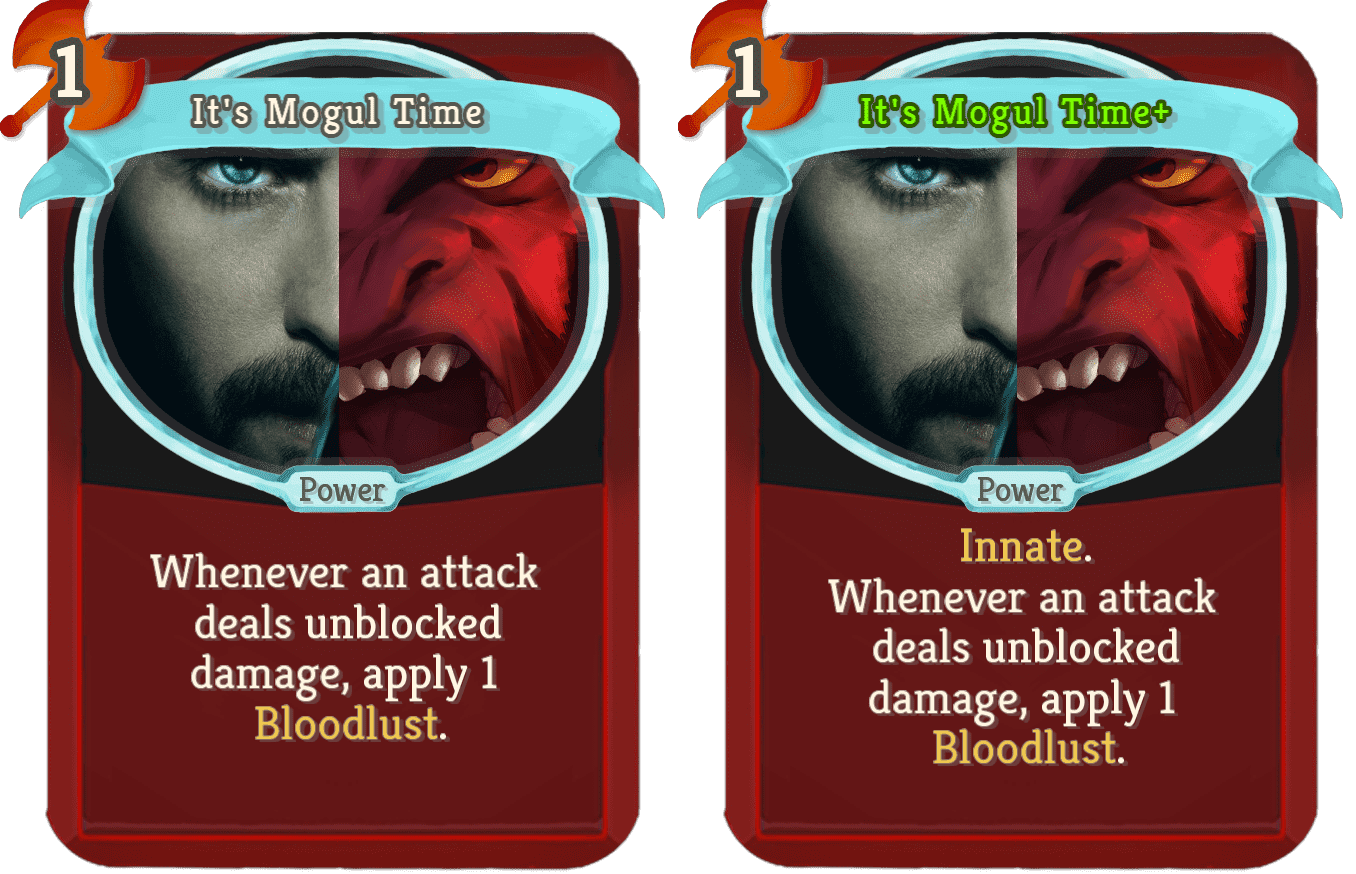 1
It's Mogul Time
Power
Whenever an attack
deals unblocked
damage, apply 1
Bloodlust.
1
It's Mogul Time+
Power
Innate.
Whenever an attack
deals unblocked
damage, apply 1
Bloodlust.